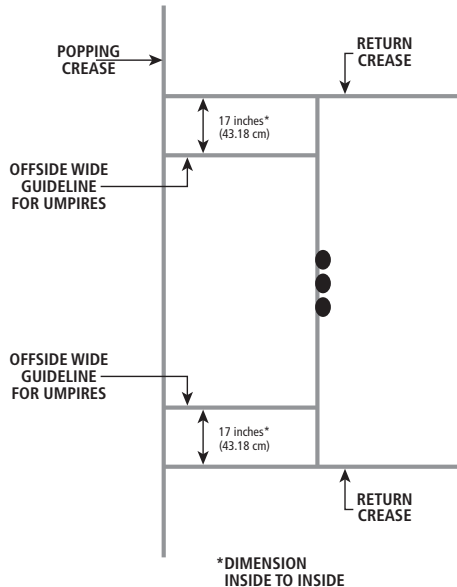 POPPING
CREASE
RETURN
CREASE
17 inches*
(43.18 cm)
OFFSIDE WIDE
GUIDELINE
FOR UMPIRES
OFFSIDE WIDE
GUIDELINE
FOR UMPIRES
17 inches*
(43.18 cm)
RETURN
CREASE
*DIMENSION
INSIDE TO INSIDE